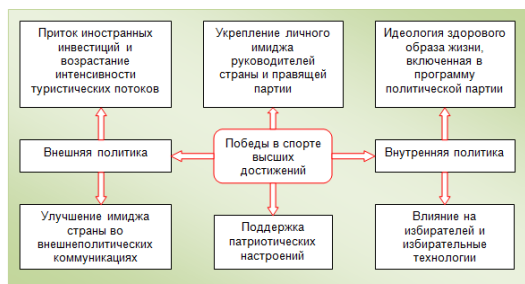 Приток иностранных
инвестиций и
возрастание
интенсивности
туристических потоков
Укрепление личного
имиджа
руководителей
страны и правящей
партии
Идеология здорового
образа жизни,
включенная в
программу
политической партии
Внешняя политика
Победы в спорте
высших
достижений
Внутренняя политика
Улучшение имиджа
страны во
внешнеполитических
коммуникациях
Поддержка
патриотических
настроений
Влияние на
избирателей и
избирательные
технологии